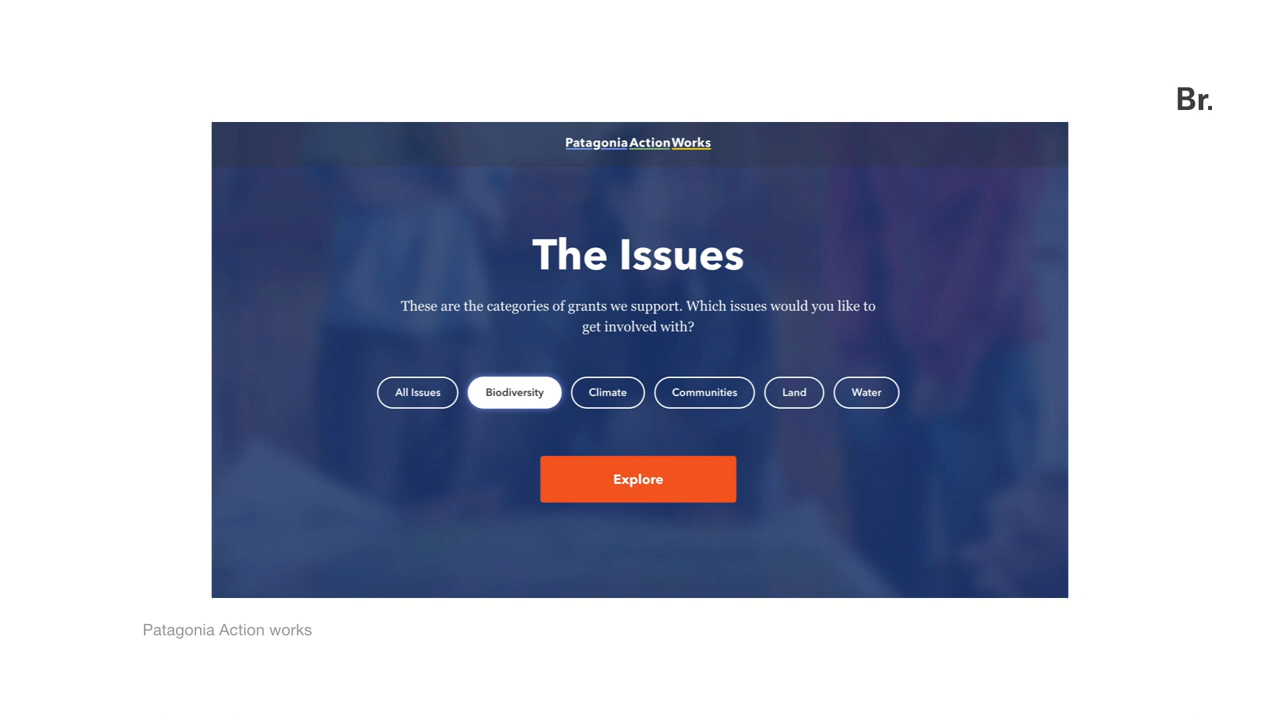 Br.
Patagonia Action Works
The Issues
These are the categories of grants we support. Which issues would you like to
get involved with?
All Issues Biodiversity Climate Communities Land Water
Explore
Patagonia Action works